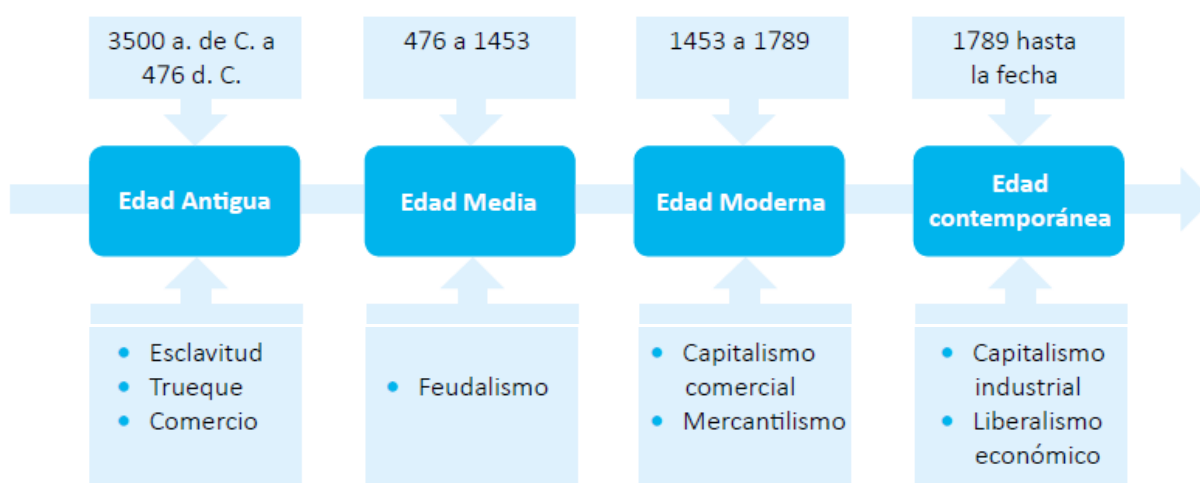 3500 a. de C. a
476 d. C.
476 a 1453
1453 a 1789
1789 hasta
la fecha
Edad Antigua
Edad Media
Edad Moderna
Edad
contemporánea
• Esclavitud
• Trueque
• Comercio
• Feudalismo
• Capitalismo
comercial
• Mercantilismo
• Capitalismo
industrial
• Liberalismo
económico